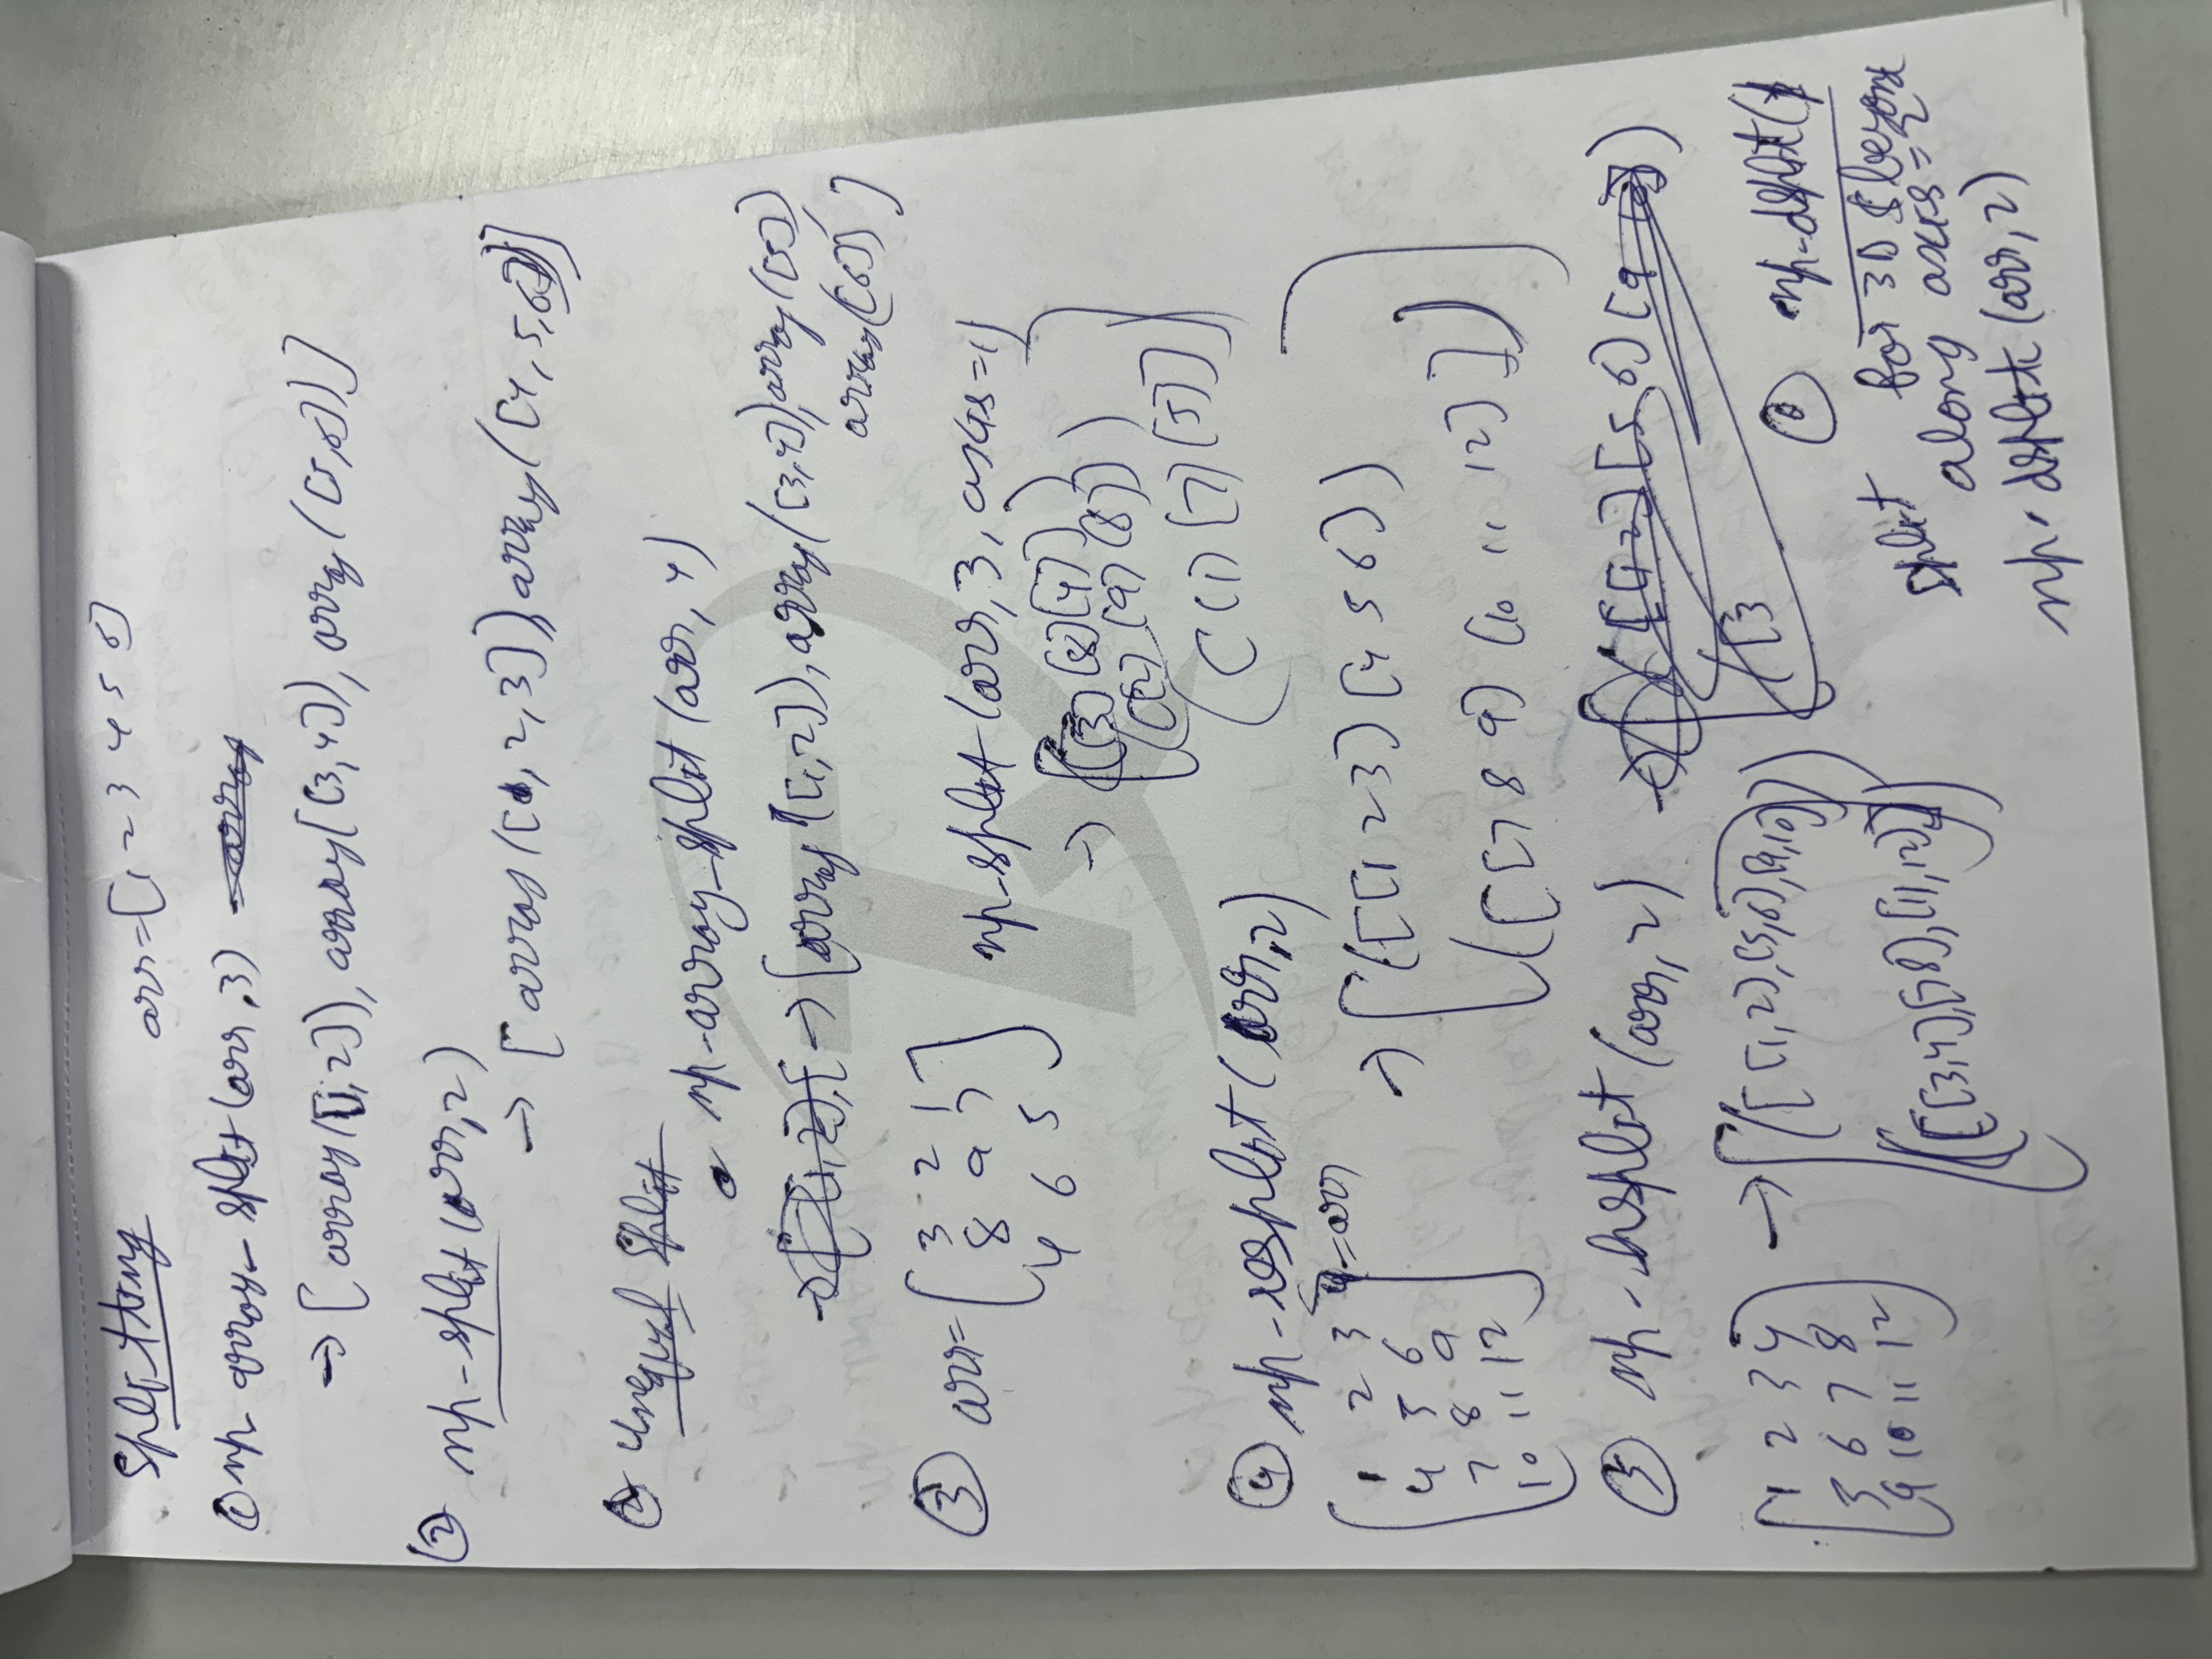 Splitting arr=[1 2 3 4 5 6]
① np array_split(arr,3)
→ [array([1,2]), array([3,4]), array([5,6])]
② np.split(arr,2)
→ [array([1,2,3]), array([4,5,6])]
Unequal Split
np.array_split(arr, 4)
→ [array([1,2]), array([3,4]), array([5]),
array([6])]
③ arr= [3 2 1 np.split(arr, 3, axis=1)
8 9 7
4 6 5]
→ [([[3] [8] [4]])
([[2] [9] [8]])
([[1] [7] [5]])]
④ np.vsplit(arr,2)
[1 2 3 =arr → [([[1 2 3] [4 5 6])
4 5 6
7 8 9 ([[7 8 9] [10 11 12]])]
10 11 12]
⑤ np.hsplit(arr, 2)
[1 2 3 4 → [([[1,2],[5,6],[9,10]])
5 6 7 8
9 10 11 12] ([[3,4],[7 8],[11,12]])]
np.dsplit()
split for 3D & beyond
along axis=2
np.dsplit(arr,2)